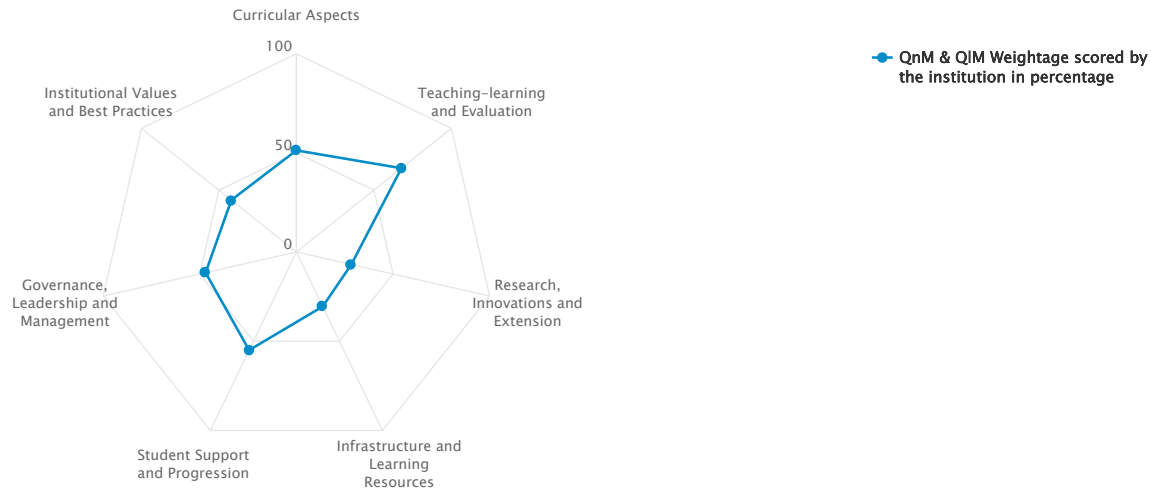 Curricular Aspects
100
QnM & QlM Weightage scored by
the institution in percentage
Institutional Values
and Best Practices
Teaching-learning
and Evaluation
50
0
Governance,
Leadership and
Management
Research,
Innovations and
Extension
Student Support
and Progression
Infrastructure and
Learning
Resources